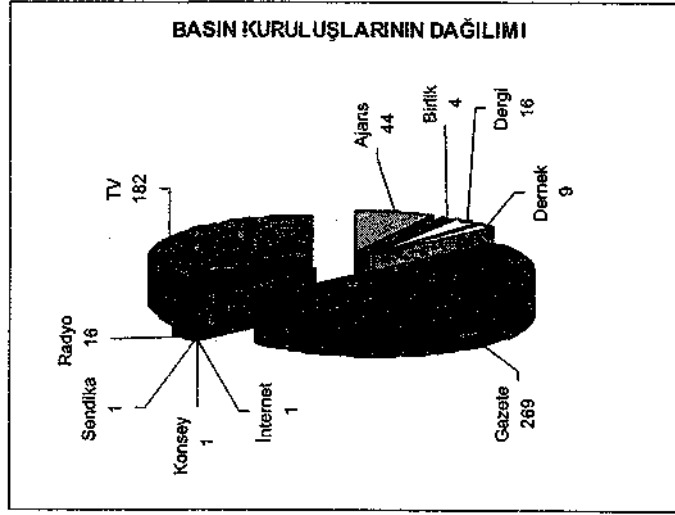 BASIN KURULUŞLARININ DAĞILIMI
TV
182
Ajans
44
Birlik
4
Dergi
16
Dernek
9
Gazete
269
Internet
1
Konsey
1
Sendika
1
Radyo
16